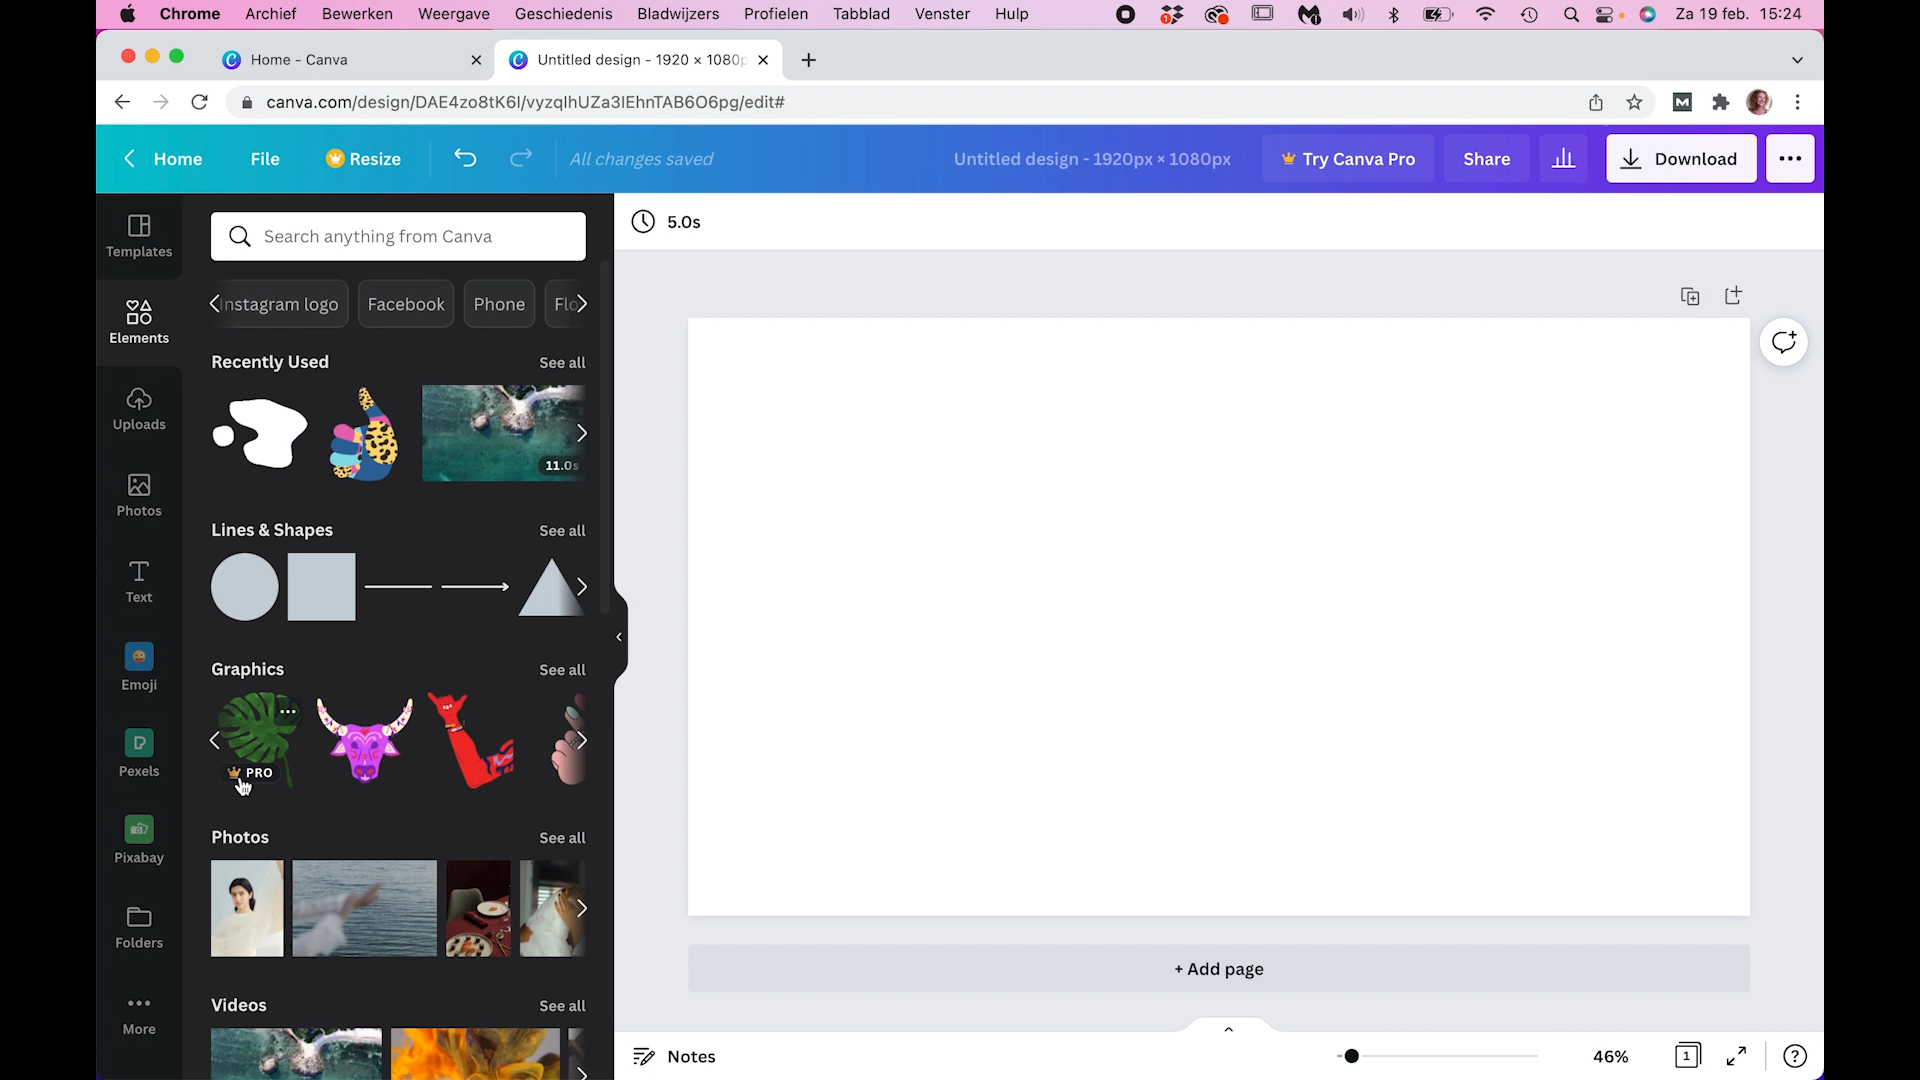 Chrome Archief Bewerken Weergave Geschiedenis Bladwijzers Profielen Tabblad Venster Hulp Za 19 feb. 15:24
Home - Canva Untitled design - 1920 × 1080p
canva.com/design/DAE4zo8tK6I/vyzqlhUZa3IEhnTAB6O6pg/edit#
Home File Resize All changes saved Untitled design - 1920px × 1080px Try Canva Pro Share Download
Templates
Elements
Uploads
Photos
Text
Emoji
Pexels
Pixabay
Folders
More
Search anything from Canva
nstagram logo Facebook Phone Flo
Recently Used See all
11.0s
Lines & Shapes See all
Graphics See all
PRO
Photos See all
Videos See all
5.0s
+ Add page
Notes 46% 1